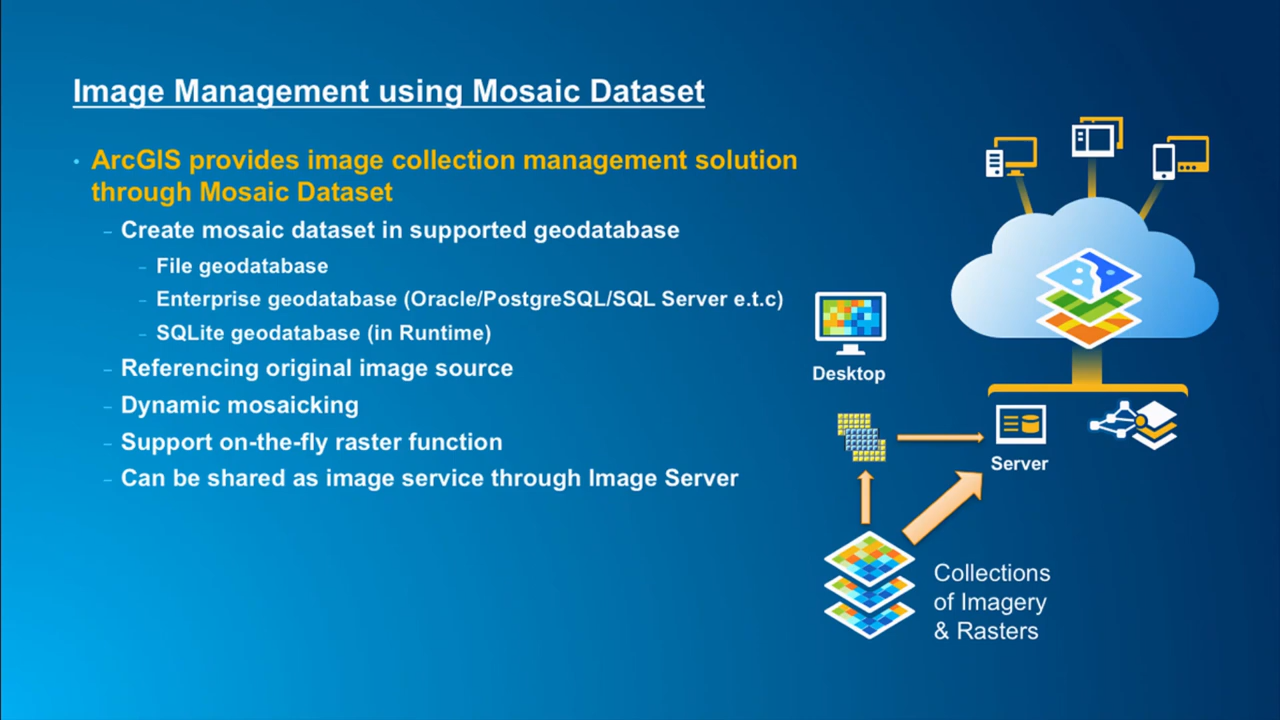 Image Management using Mosaic Dataset
• ArcGIS provides image collection management solution
through Mosaic Dataset
– Create mosaic dataset in supported geodatabase
– File geodatabase
– Enterprise geodatabase (Oracle/PostgreSQL/SQL Server e.t.c)
– SQLite geodatabase (in Runtime)
– Referencing original image source
– Dynamic mosaicking
– Support on-the-fly raster function
– Can be shared as image service through Image Server
Desktop
Server
Collections
of Imagery
& Rasters